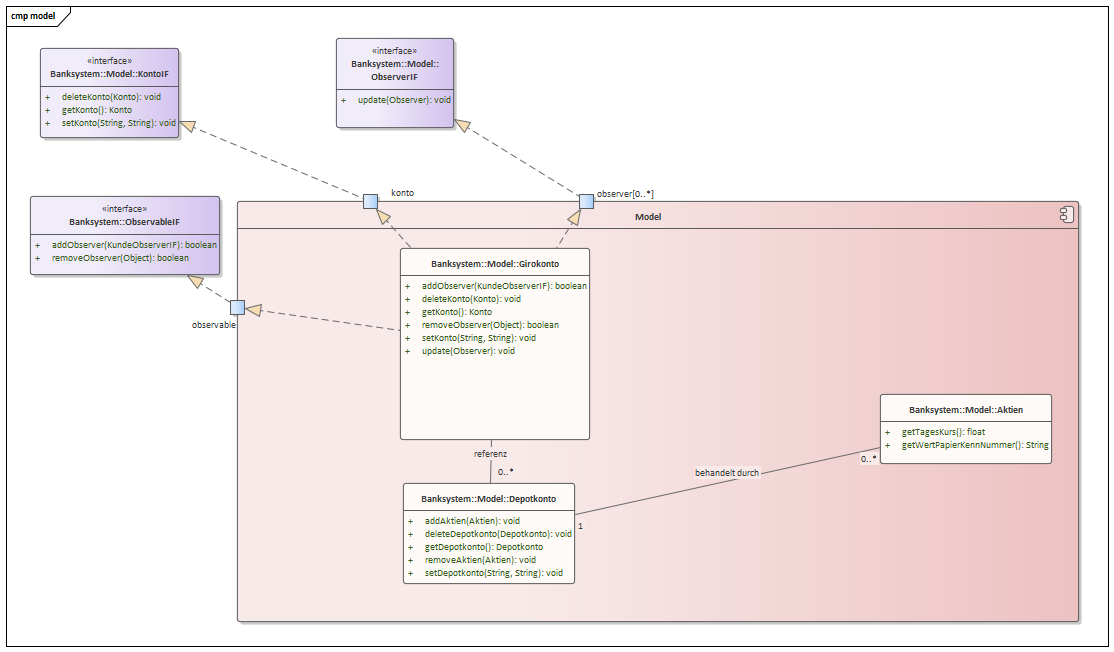 cmp model
«interface»
Banksystem::Model::KontoIF
+ deleteKonto(Konto): void
+ getKonto(): Konto
+ setKonto(String, String): void
«interface»
Banksystem::Model::
ObserverIF
+ update(Observer): void
konto
observer[0..*]
«interface»
Banksystem::ObservableIF
+ addObserver(KundeObserverIF): boolean
+ removeObserver(Object): boolean
observable
Model
Banksystem::Model::Girokonto
+ addObserver(KundeObserverIF): boolean
+ deleteKonto(Konto): void
+ getKonto(): Konto
+ removeObserver(Object): boolean
+ setKonto(String, String): void
+ update(Observer): void
Banksystem::Model::Aktien
+ getTagesKurs(): float
+ getWertPapierKennNummer(): String
referenz
0..*
behandelt durch
0..*
1
Banksystem::Model::Depotkonto
+ addAktien(Aktien): void
+ deleteDepotkonto(Depotkonto): void
+ getDepotkonto(): Depotkonto
+ removeAktien(Aktien): void
+ setDepotkonto(String, String): void